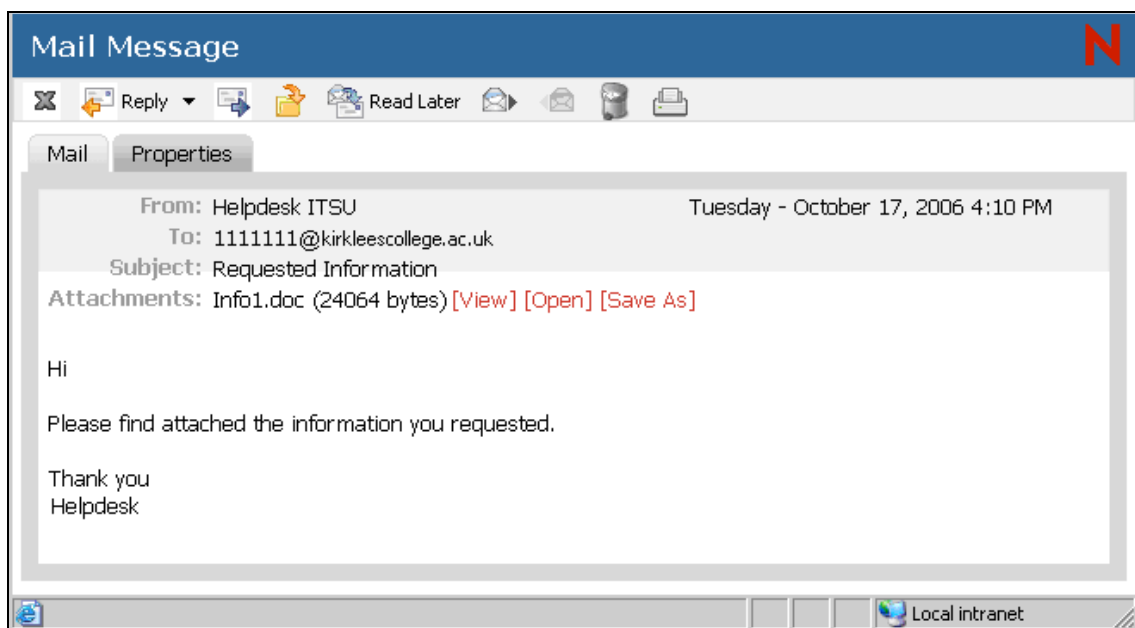 Mail Message
N
Reply
Read Later
Mail
Properties
From: Helpdesk ITSU Tuesday - October 17, 2006 4:10 PM
To: 1111111@kirkleescollege.ac.uk
Subject: Requested Information
Attachments: Info1.doc (24064 bytes) [View] [Open] [Save As]
Hi
Please find attached the information you requested.
Thank you
Helpdesk
Local intranet